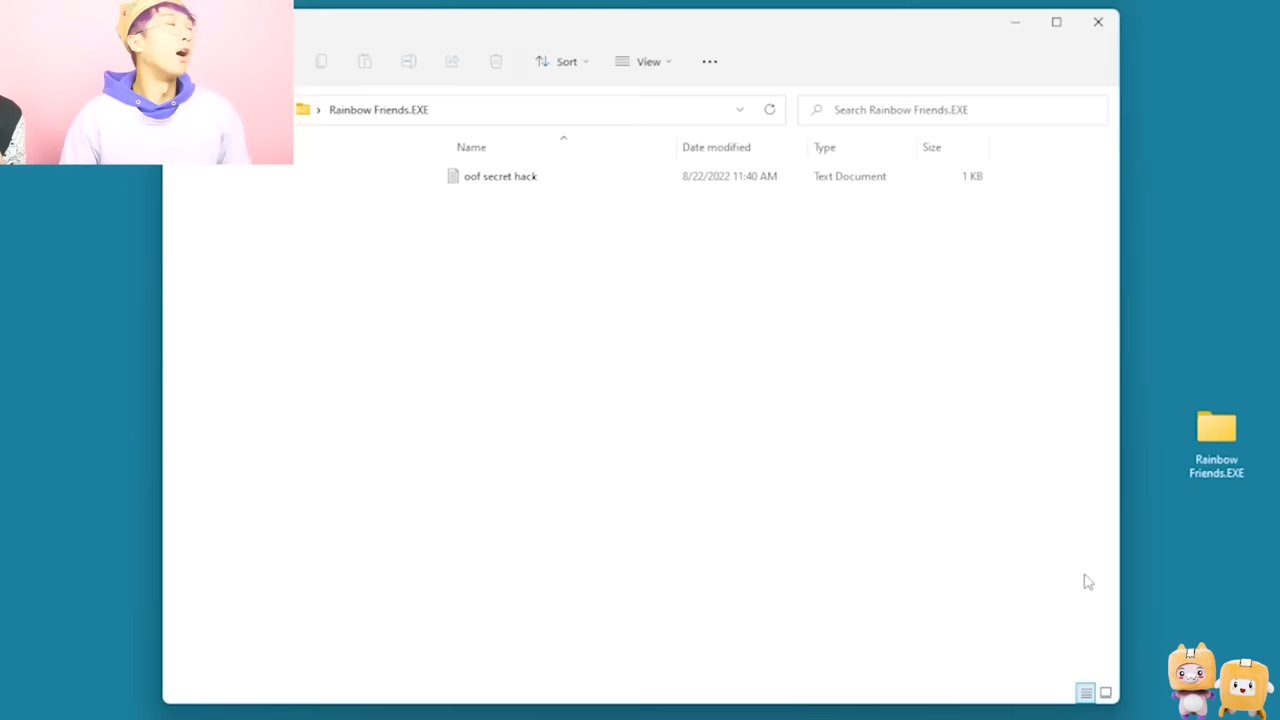 Sort
View
Rainbow Friends.EXE
Search Rainbow Friends.EXE
Name
Date modified
Type
Size
oof secret hack
8/22/2022 11:40 AM
Text Document
1 KB
Rainbow
Friends.EXE